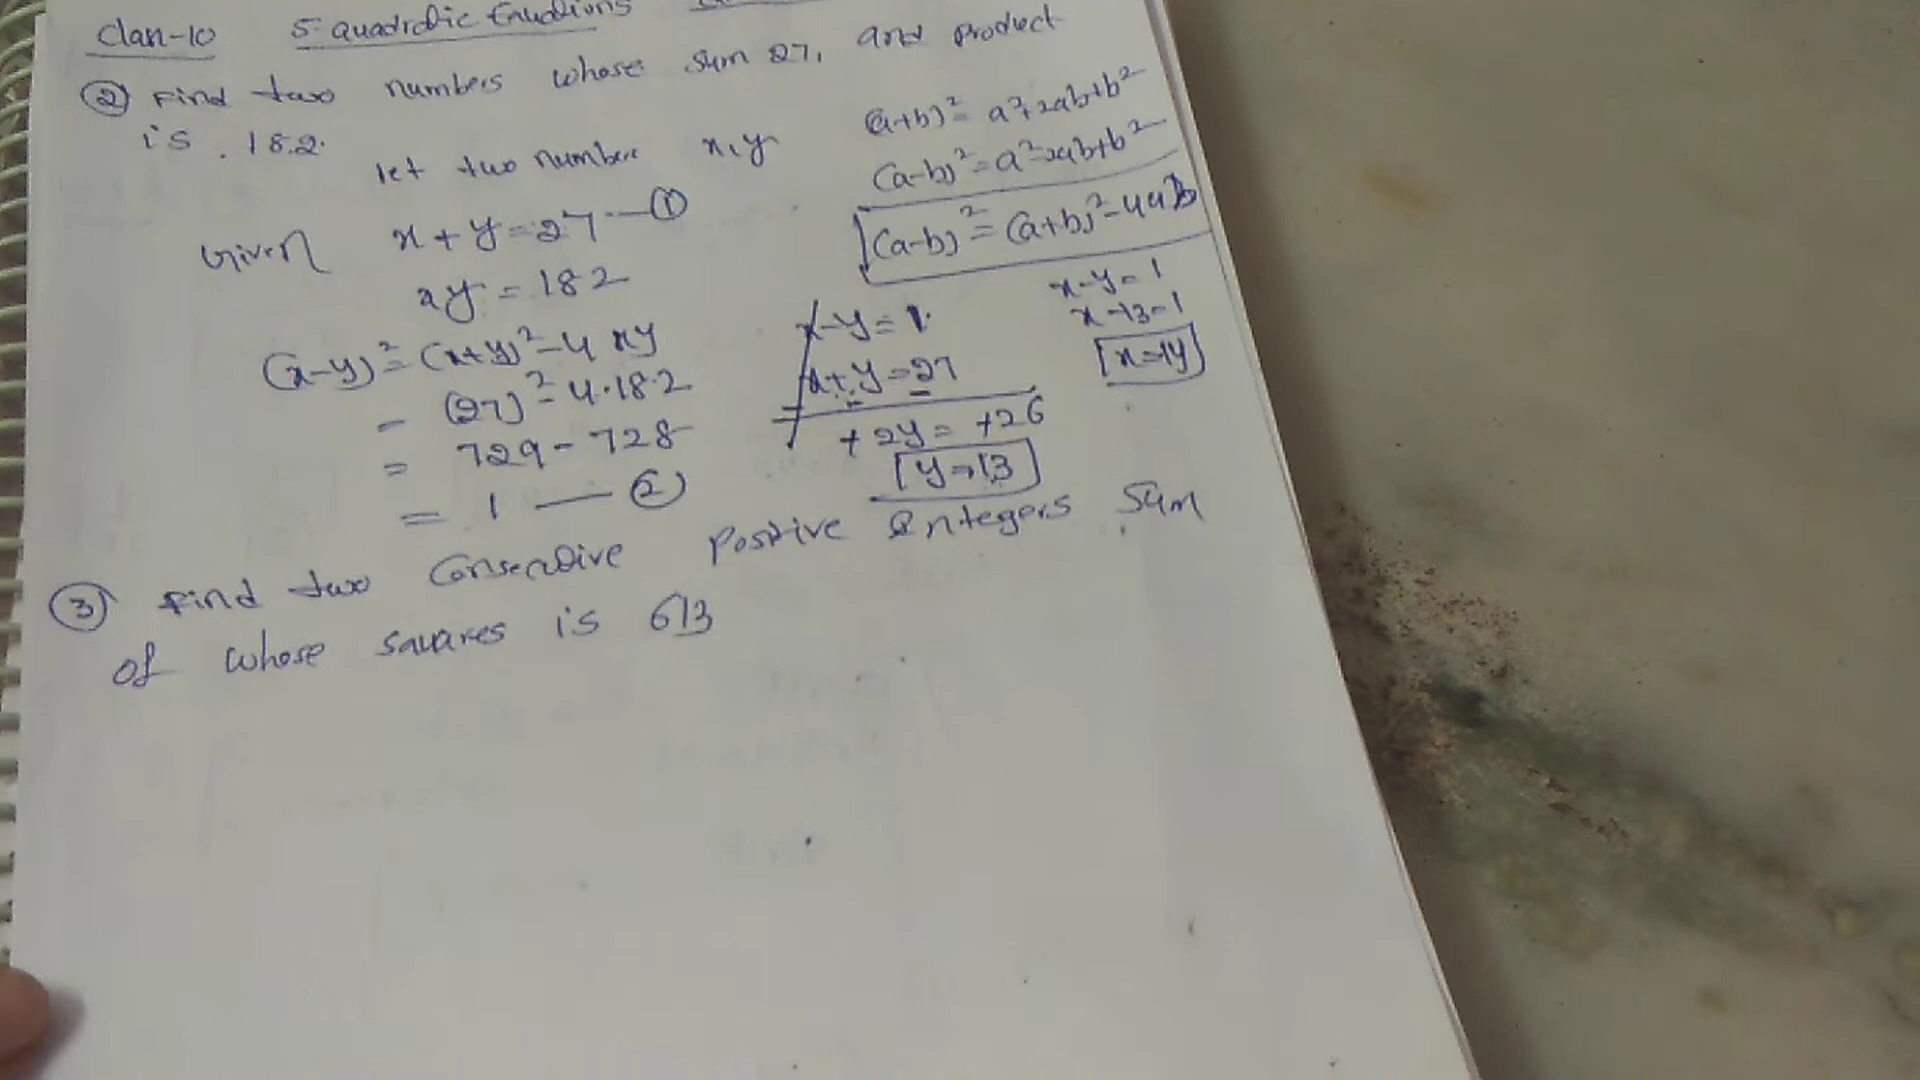 Class-10 5-Quadratic Equations
② Find two numbers whose sum 27, and product
is . 182.
let two numbers x, y
Given x + y = 27 — ①
xy = 182
(x-y)² = (x+y)² - 4 xy
= (27)² - 4·182
= 729 - 728
= 1 — ②
(a+b)² = a²+2ab+b²
(a-b)² = a²-2ab+b²
(a-b)² = (a+b)² - 4ab
x-y = 1.
x+y = 27
+ 2y = +26
y = 13
x-y = 1
x-13 = 1
x = 14
③ Find two Consecutive positive Integers Sum
of whose squares is 613